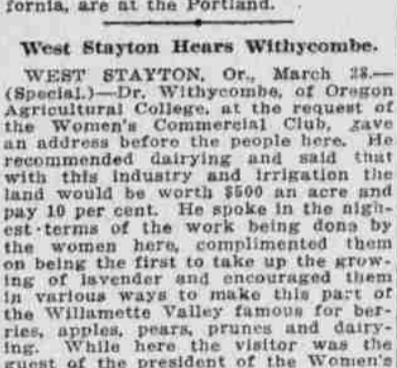 fornia, are at the Portland.
West Stayton Hears Withycombe.
WEST STAYTON, Or., March 28.—
(Special.)—Dr. Withycombe, of Oregon
Agricultural College, at the request of
the Women's Commercial Club, gave
an address before the people here. He
recommended dairying and said that
with this industry and irrigation the
land would be worth $500 an acre and
pay 10 per cent. He spoke in the nigh-
est terms of the work being done by
the women here, complimented them
on being the first to take up the grow-
ing of lavender and encouraged them
in various ways to make this part of
the Willamette Valley famous for ber-
ries, apples, pears, prunes and dairy-
ing. While here the visitor was the
guest of the president of the Women's